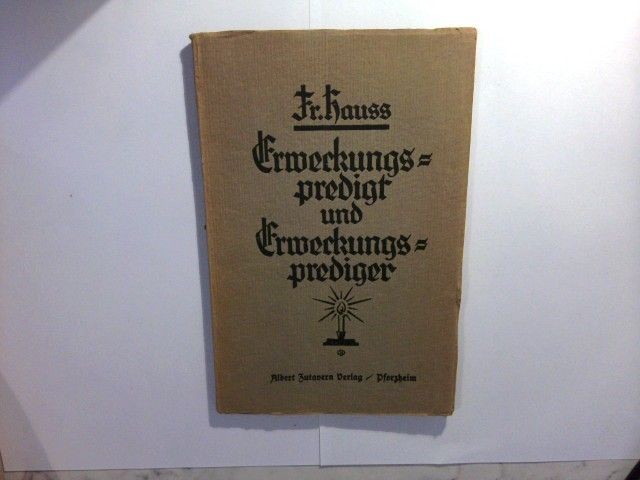 Fr. Hauss
Erweckungs=
predigt
und
Erweckungs=
prediger
Albert Zutavern Verlag / Pforzheim